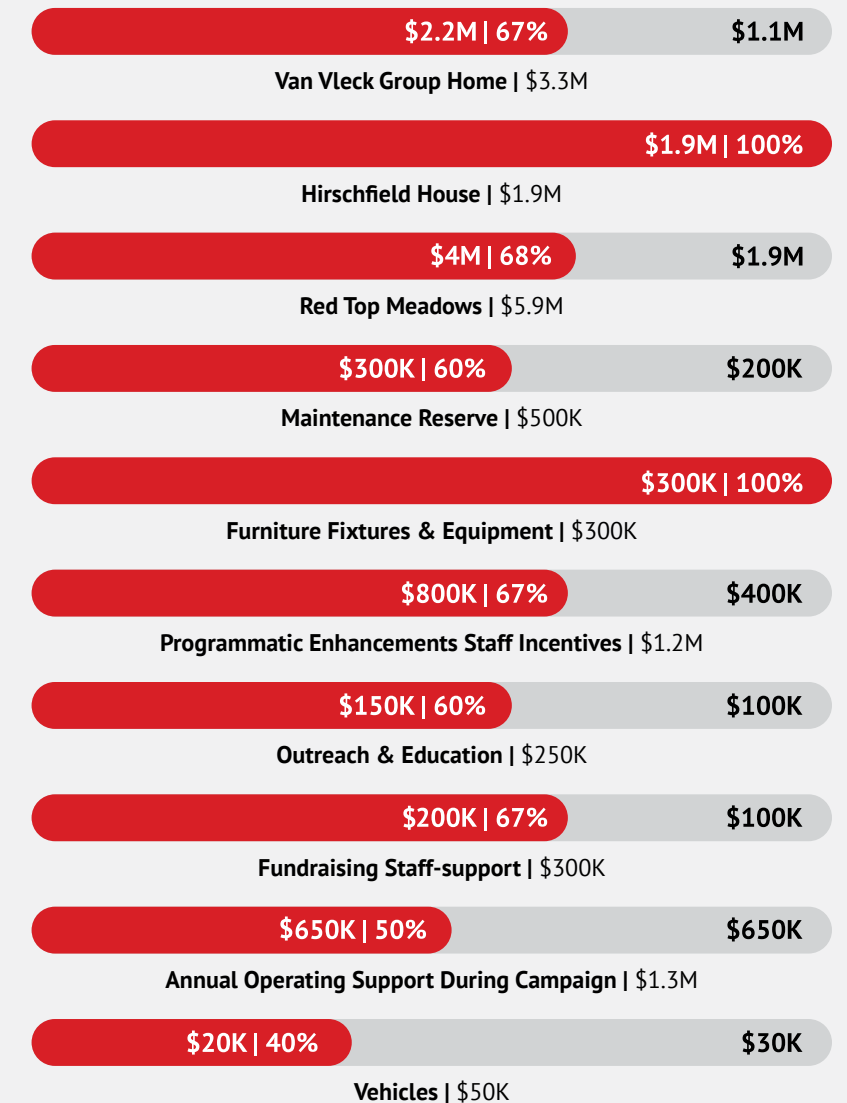 $2.2M | 67% $1.1M
Van Vleck Group Home | $3.3M
$1.9M | 100%
Hirschfield House | $1.9M
$4M | 68% $1.9M
Red Top Meadows | $5.9M
$300K | 60% $200K
Maintenance Reserve | $500K
$300K | 100%
Furniture Fixtures & Equipment | $300K
$800K | 67% $400K
Programmatic Enhancements Staff Incentives | $1.2M
$150K | 60% $100K
Outreach & Education | $250K
$200K | 67% $100K
Fundraising Staff-support | $300K
$650K | 50% $650K
Annual Operating Support During Campaign | $1.3M
$20K | 40% $30K
Vehicles | $50K